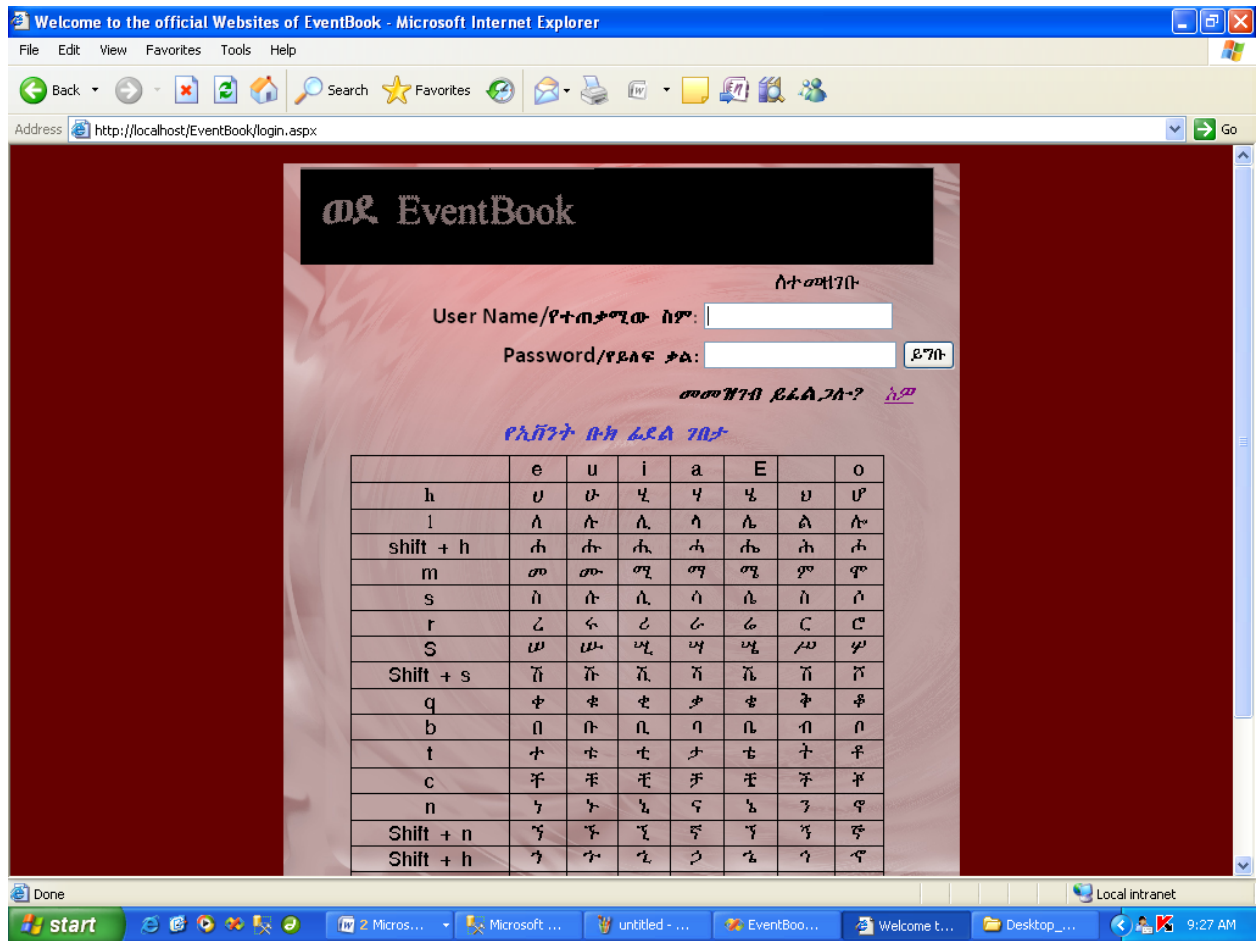 Welcome to the official Websites of EventBook - Microsoft Internet Explorer
File Edit View Favorites Tools Help
Back Search Favorites
Address http://localhost/EventBook/login.aspx Go
ወደ EventBook
ስተመዘገቡ
User Name/የተጠቃሚው ስም:
Password/የይለፍ ቃል: ይግቡ
መመዝገብ ይፈልጋሉ? አዎ
የኢቨንት ቡክ ፊደል ገበታ
e u i a E o
h ሀ ሁ ሂ ሃ ሄ ህ ሆ
l ለ ሉ ሊ ላ ሌ ል ሎ
shift + h ሐ ሑ ሒ ሓ ሔ ሕ ሖ
m መ ሙ ሚ ማ ሜ ም ሞ
s ሰ ሱ ሲ ሳ ሴ ስ ሶ
r ረ ሩ ሪ ራ ሬ ር ሮ
S ሠ ሡ ሢ ሣ ሤ ሥ ሦ
Shift + s ሸ ሹ ሺ ሻ ሼ ሽ ሾ
q ቀ ቁ ቂ ቃ ቄ ቅ ቆ
b በ ቡ ቢ ባ ቤ ብ ቦ
t ተ ቱ ቲ ታ ቴ ት ቶ
c ቸ ቹ ቺ ቻ ቼ ች ቾ
n ነ ኑ ኒ ና ኔ ን ኖ
Shift + n ኘ ኙ ኚ ኛ ኜ ኝ ኞ
Shift + h ኀ ኁ ኂ ኃ ኄ ኅ ኆ
Done Local intranet
start 2 Micros... Microsoft ... untitled - ... EventBoo... Welcome t... Desktop_... 9:27 AM